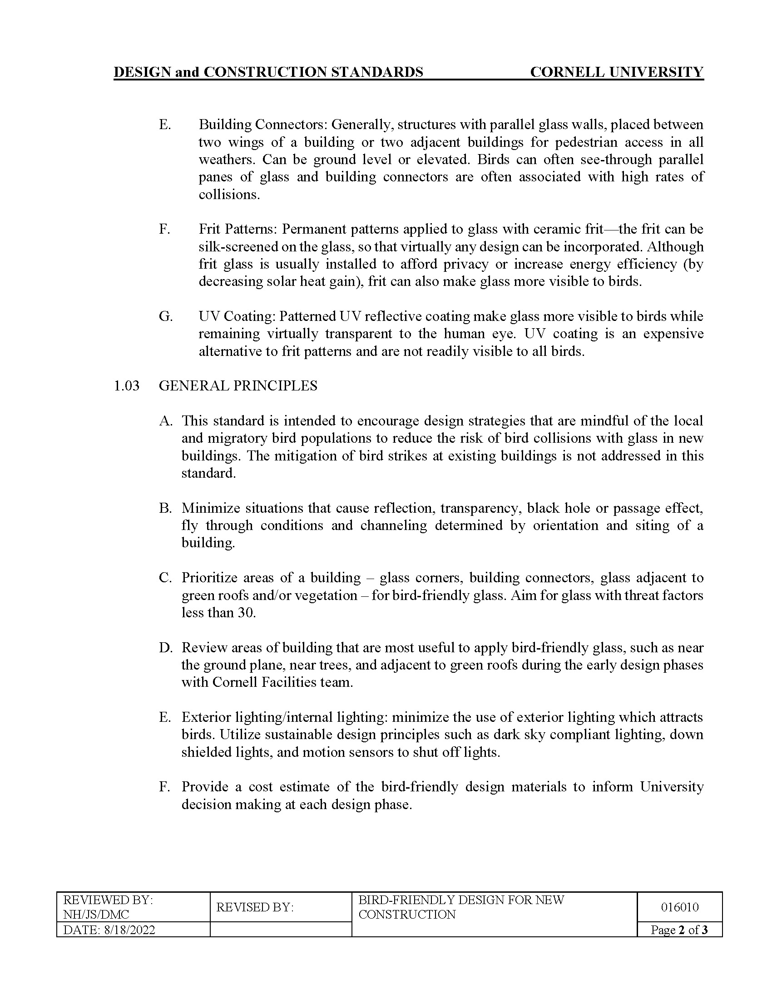 DESIGN and CONSTRUCTION STANDARDS CORNELL UNIVERSITY
E. Building Connectors: Generally, structures with parallel glass walls, placed between
two wings of a building or two adjacent buildings for pedestrian access in all
weathers. Can be ground level or elevated. Birds can often see-through parallel
panes of glass and building connectors are often associated with high rates of
collisions.
F. Frit Patterns: Permanent patterns applied to glass with ceramic frit—the frit can be
silk-screened on the glass, so that virtually any design can be incorporated. Although
frit glass is usually installed to afford privacy or increase energy efficiency (by
decreasing solar heat gain), frit can also make glass more visible to birds.
G. UV Coating: Patterned UV reflective coating make glass more visible to birds while
remaining virtually transparent to the human eye. UV coating is an expensive
alternative to frit patterns and are not readily visible to all birds.
1.03 GENERAL PRINCIPLES
A. This standard is intended to encourage design strategies that are mindful of the local
and migratory bird populations to reduce the risk of bird collisions with glass in new
buildings. The mitigation of bird strikes at existing buildings is not addressed in this
standard.
B. Minimize situations that cause reflection, transparency, black hole or passage effect,
fly through conditions and channeling determined by orientation and siting of a
building.
C. Prioritize areas of a building – glass corners, building connectors, glass adjacent to
green roofs and/or vegetation – for bird-friendly glass. Aim for glass with threat factors
less than 30.
D. Review areas of building that are most useful to apply bird-friendly glass, such as near
the ground plane, near trees, and adjacent to green roofs during the early design phases
with Cornell Facilities team.
E. Exterior lighting/internal lighting: minimize the use of exterior lighting which attracts
birds. Utilize sustainable design principles such as dark sky compliant lighting, down
shielded lights, and motion sensors to shut off lights.
F. Provide a cost estimate of the bird-friendly design materials to inform University
decision making at each design phase.
REVIEWED BY:
NH/JS/DMC
REVISED BY:
BIRD-FRIENDLY DESIGN FOR NEW
CONSTRUCTION
016010
DATE: 8/18/2022
Page 2 of 3